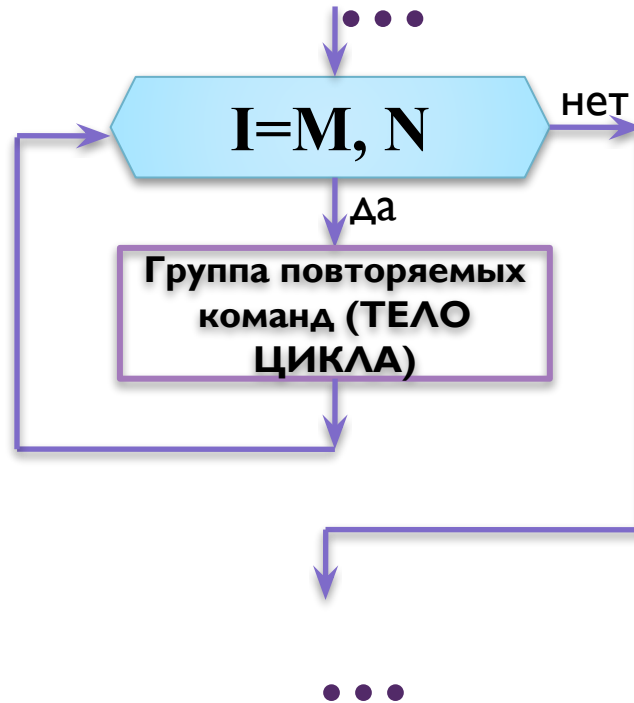 •••
I=M, N
нет
да
Группа повторяемых
команд (ТЕЛО
ЦИКЛА)
•••